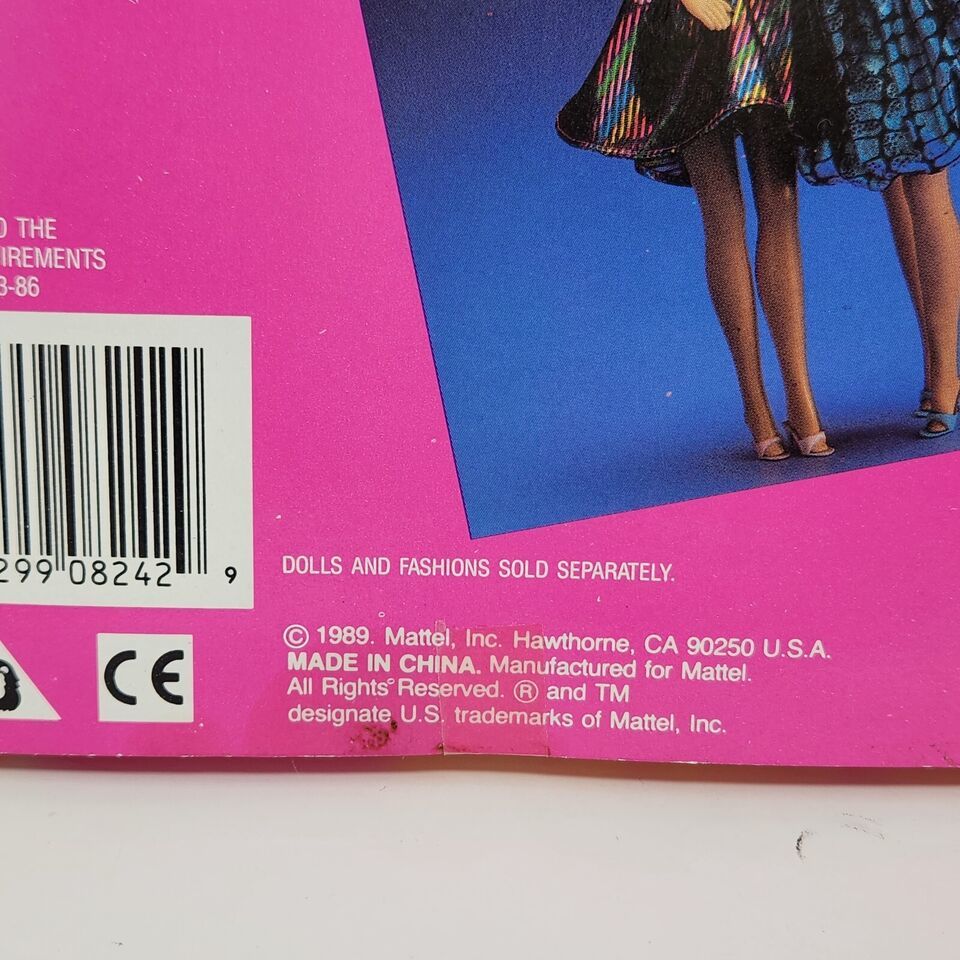 THE
3-86
299 08242 9
CE
DOLLS AND FASHIONS SOLD SEPARATELY.
© 1989. Mattel, Inc. Hawthorne, CA 90250 U.S.A.
MADE IN CHINA. Manufactured for Mattel.
All Rights Reserved. ® and TM
designate U.S. trademarks of Mattel, Inc.